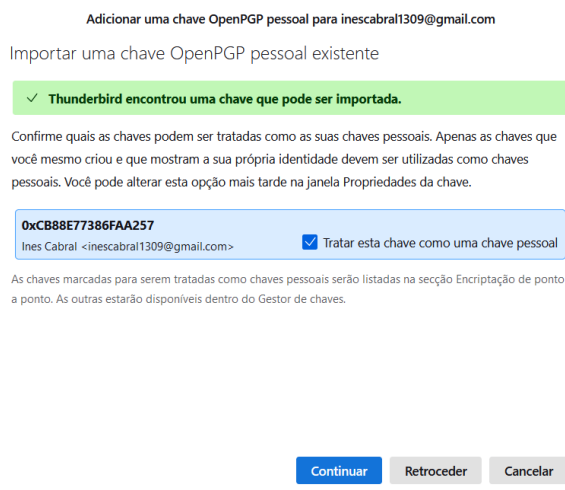 Adicionar uma chave OpenPGP pessoal para inescabral1309@gmail.com
Importar uma chave OpenPGP pessoal existente
Thunderbird encontrou uma chave que pode ser importada.
Confirme quais as chaves podem ser tratadas como as suas chaves pessoais. Apenas as chaves que
você mesmo criou e que mostram a sua própria identidade devem ser utilizadas como chaves
pessoais. Você pode alterar esta opção mais tarde na janela Propriedades da chave.
0xCB88E77386FAA257
Ines Cabral <inescabral1309@gmail.com>
Tratar esta chave como uma chave pessoal
As chaves marcadas para serem tratadas como chaves pessoais serão listadas na secção Encriptação de ponto
a ponto. As outras estarão disponíveis dentro do Gestor de chaves.
Continuar
Retroceder
Cancelar